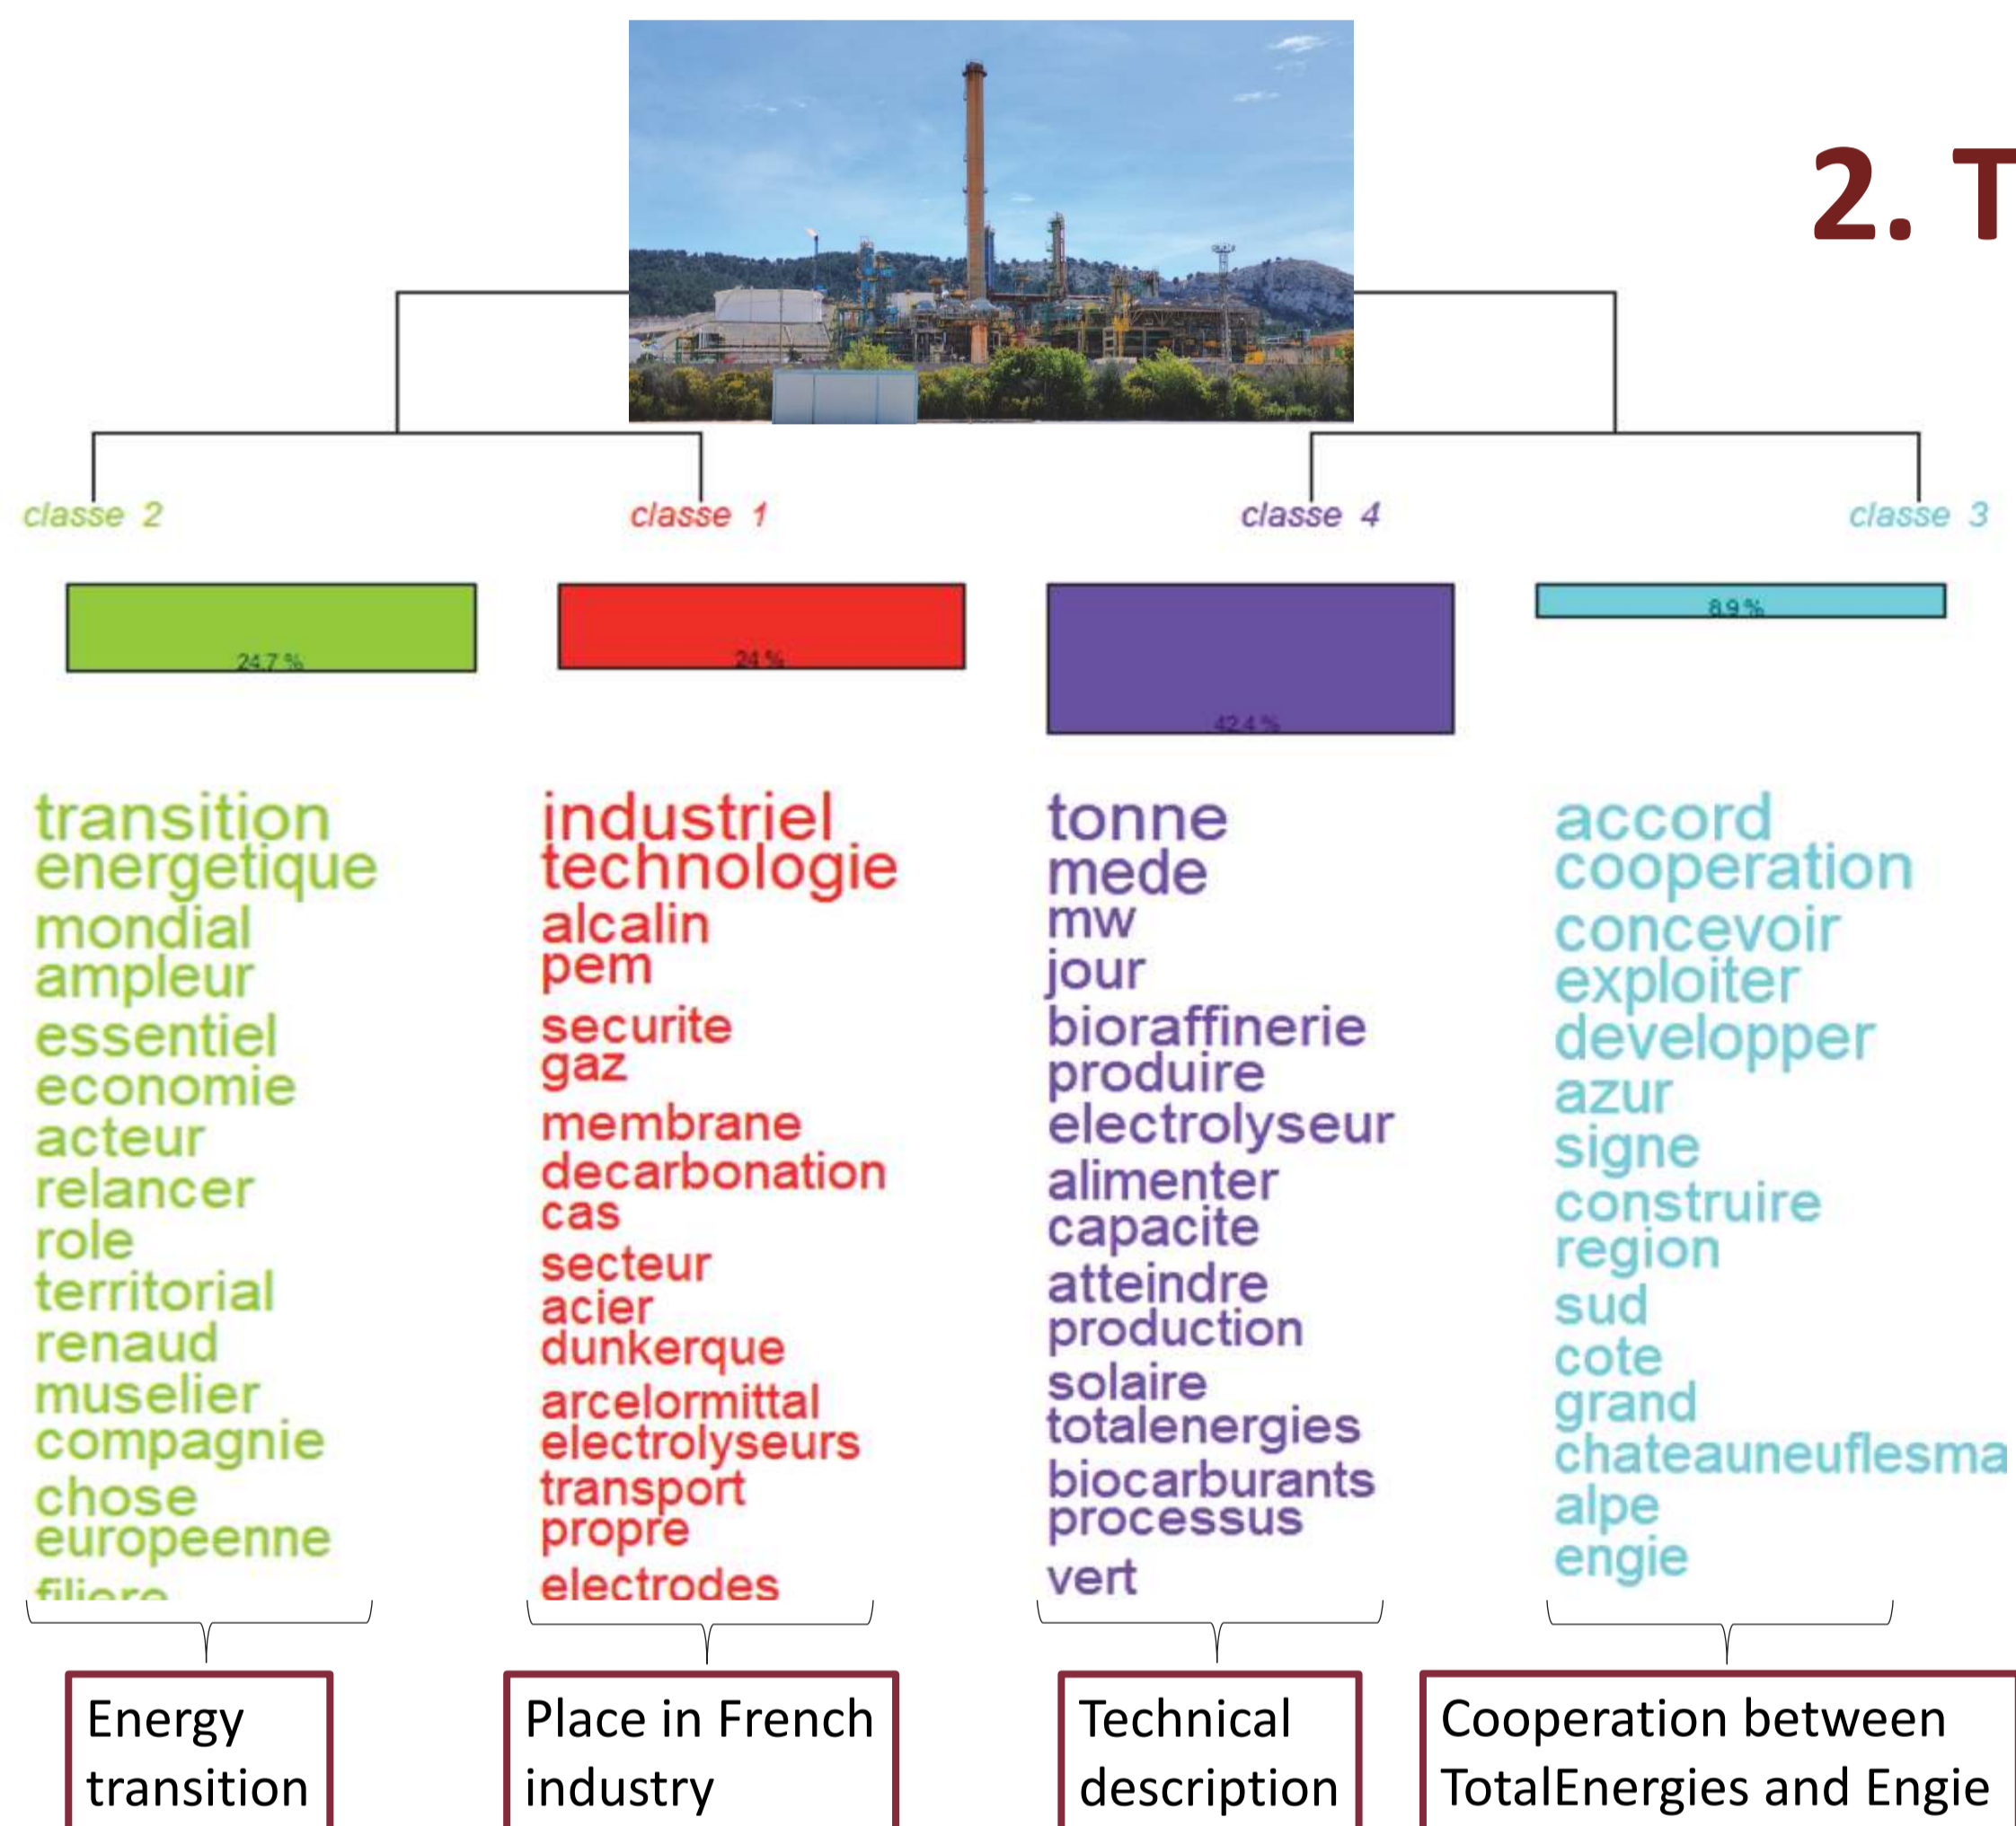 2. T
classe 2
classe 1
classe 4
classe 3
24.7 %
24 %
42.4 %
8.9 %
transition
energetique
mondial
ampleur
essentiel
economie
acteur
relancer
role
territorial
renaud
muselier
compagnie
chose
europeenne
filiere
industriel
technologie
alcalin
pem
securite
gaz
membrane
decarbonation
cas
secteur
acier
dunkerque
arcelormittal
electrolyseurs
transport
propre
electrodes
tonne
mede
mw
jour
bioraffinerie
produire
electrolyseur
alimenter
capacite
atteindre
production
solaire
totalenergies
biocarburants
processus
vert
accord
cooperation
concevoir
exploiter
developper
azur
signe
construire
region
sud
cote
grand
chateauneuflesma
alpe
engie
Energy
transition
Place in French
industry
Technical
description
Cooperation between
TotalEnergies and Engie